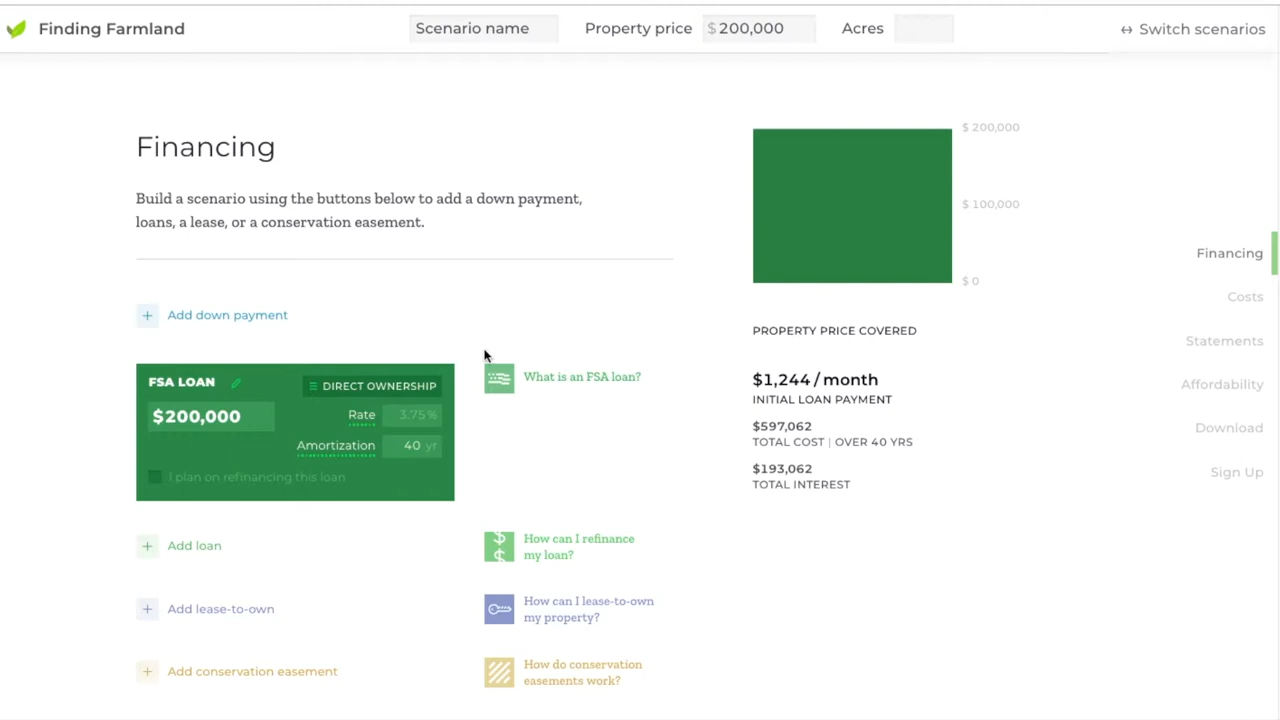 Finding Farmland
Scenario name
Property price
$ 200,000
Acres
↔ Switch scenarios
Financing
Build a scenario using the buttons below to add a down payment,
loans, a lease, or a conservation easement.
+ Add down payment
FSA LOAN
DIRECT OWNERSHIP
$200,000
Rate
3.75 %
Amortization
40 yr
I plan on refinancing this loan
What is an FSA loan?
+ Add loan
How can I refinance
my loan?
+ Add lease-to-own
How can I lease-to-own
my property?
+ Add conservation easement
How do conservation
easements work?
$ 200,000
$ 100,000
$ 0
PROPERTY PRICE COVERED
$1,244 / month
INITIAL LOAN PAYMENT
$597,062
TOTAL COST | OVER 40 YRS
$193,062
TOTAL INTEREST
Financing
Costs
Statements
Affordability
Download
Sign Up